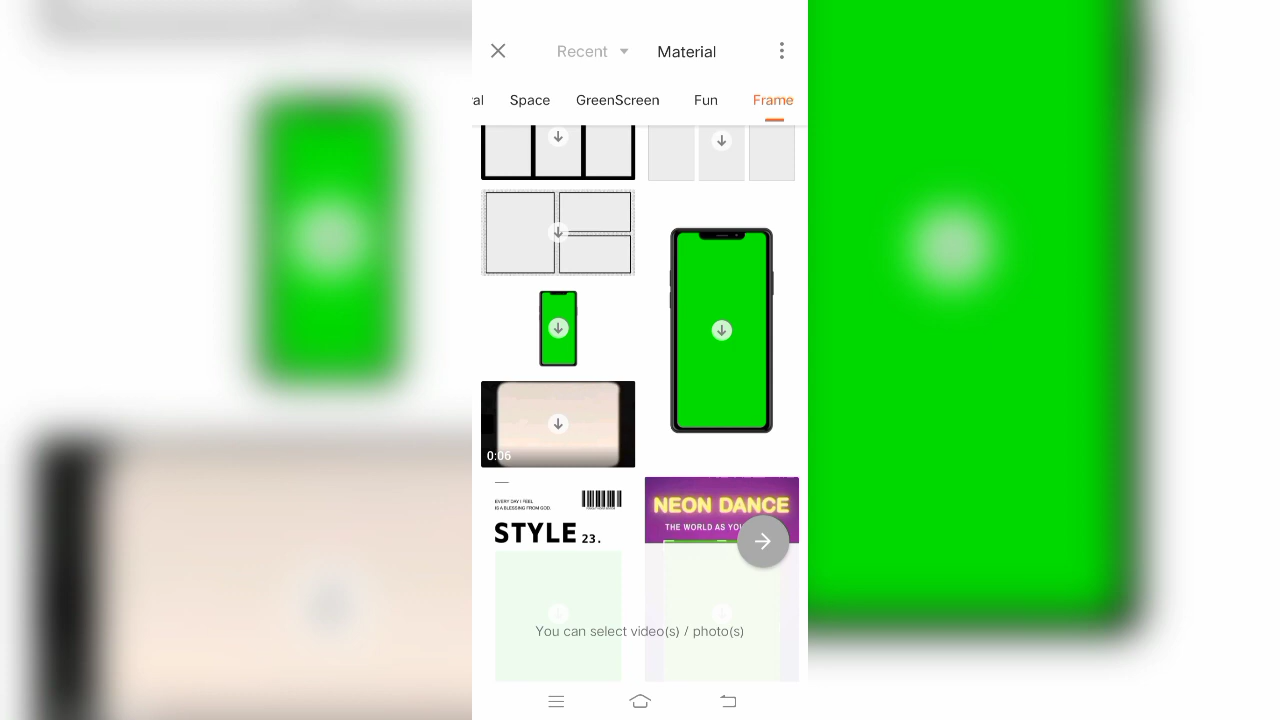 Recent Material
al Space GreenScreen Fun Frame
0:06
EVERY DAY I FEEL
IS A BLESSING FROM GOD.
STYLE 23.
NEON DANCE
THE WORLD AS YOU
You can select video(s) / photo(s)